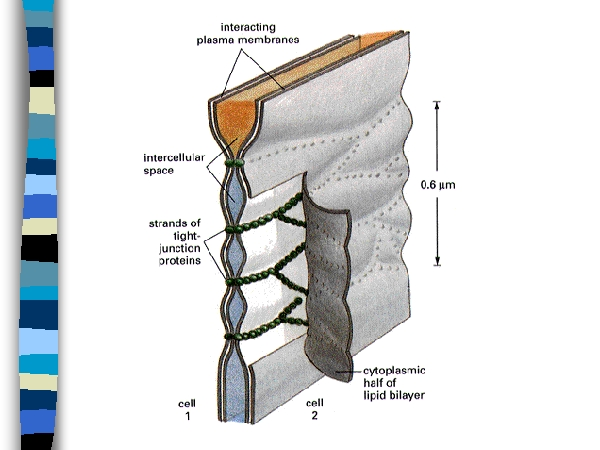 interacting
plasma membranes
intercellular
space
0.6 µm
strands of
tight-
junction
proteins
cytoplasmic
half of
lipid bilayer
cell
1
cell
2